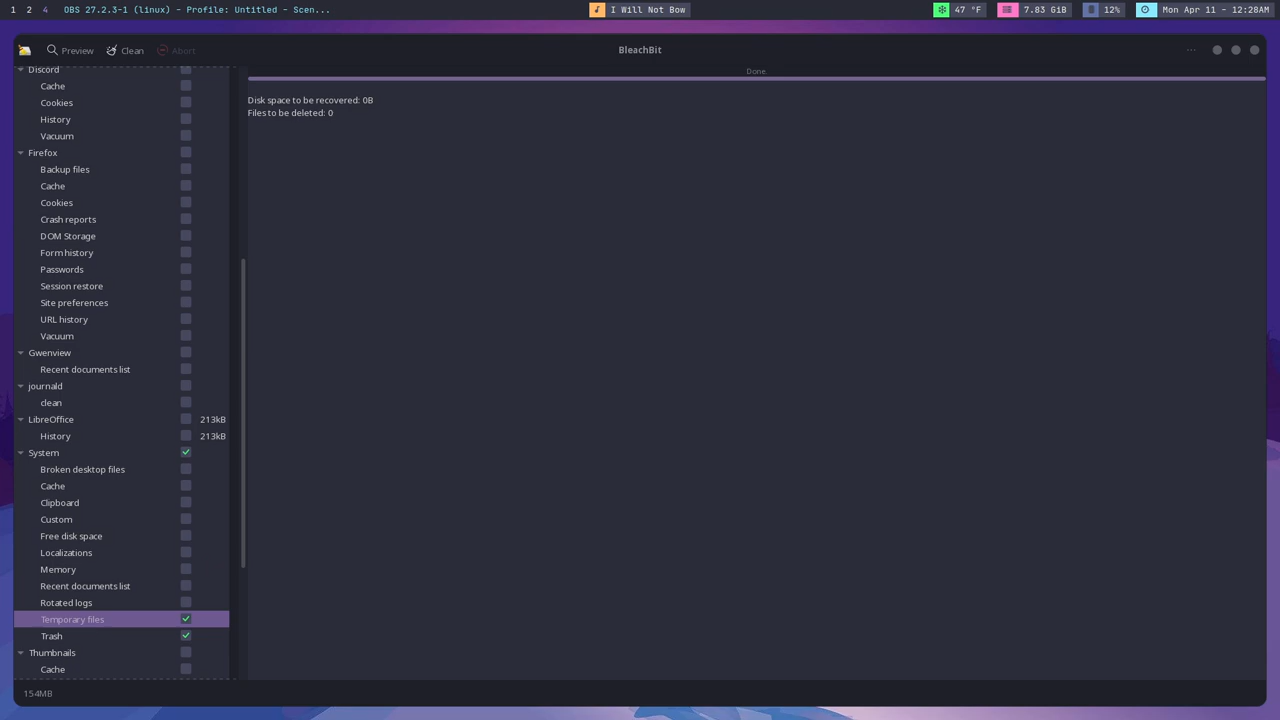 1 2 4 OBS 27.2.3-1 (linux) - Profile: Untitled - Scen... I Will Not Bow 47 °F 7.83 GiB 12% Mon Apr 11 - 12:28AM
Preview Clean Abort BleachBit ...
Done.
Disk space to be recovered: 0B
Files to be deleted: 0
Discord
Cache
Cookies
History
Vacuum
Firefox
Backup files
Cache
Cookies
Crash reports
DOM Storage
Form history
Passwords
Session restore
Site preferences
URL history
Vacuum
Gwenview
Recent documents list
journald
clean
LibreOffice 213kB
History 213kB
System
Broken desktop files
Cache
Clipboard
Custom
Free disk space
Localizations
Memory
Recent documents list
Rotated logs
Temporary files
Trash
Thumbnails
Cache
154MB